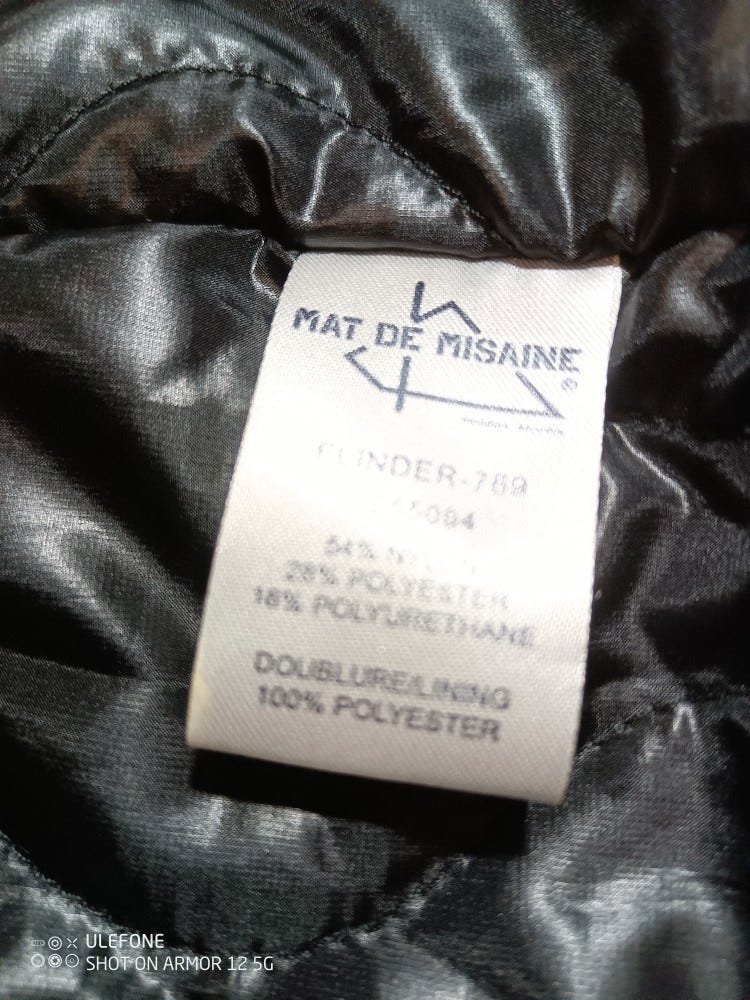 MAT DE MISAINE
®
FLINDER-789
54%
28% POLYESTER
18% POLYURETHANE
DOUBLURE/LINING
100% POLYESTER
ULEFONE
SHOT ON ARMOR 12 5G